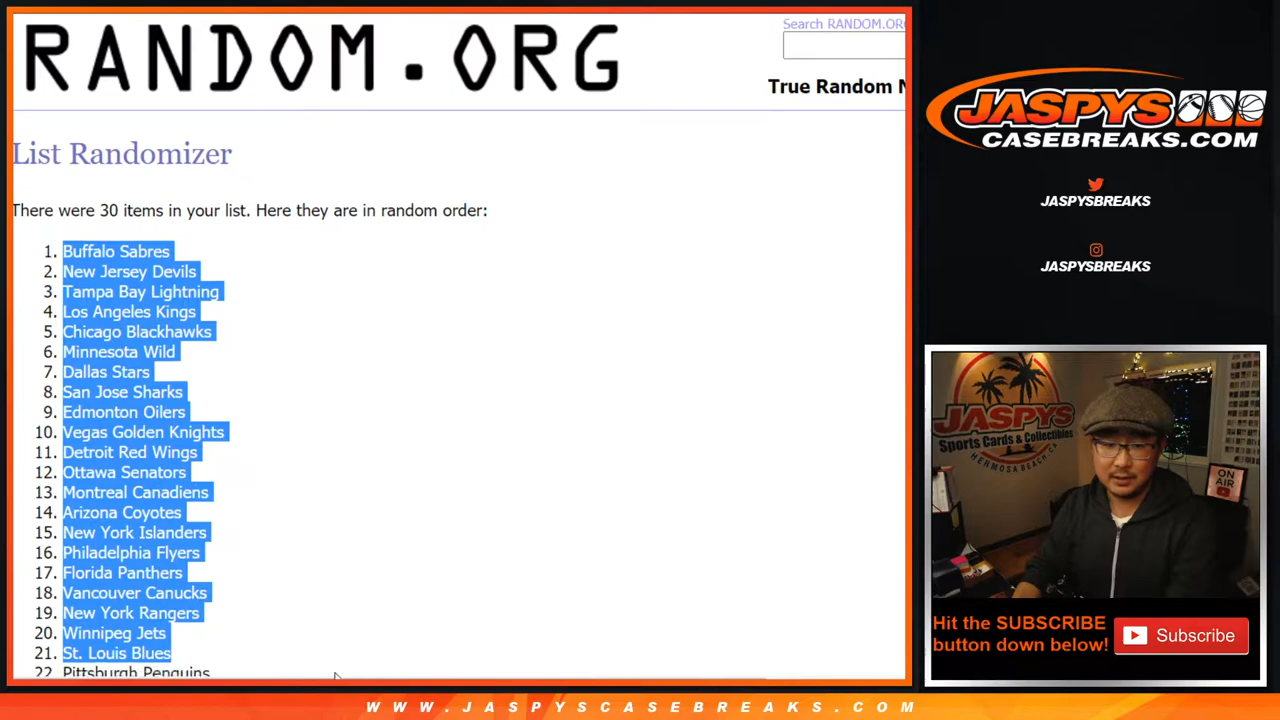 RANDOM.ORG
Search RANDOM.OR
True Random N
List Randomizer
There were 30 items in your list. Here they are in random order:
1. Buffalo Sabres
2. New Jersey Devils
3. Tampa Bay Lightning
4. Los Angeles Kings
5. Chicago Blackhawks
6. Minnesota Wild
7. Dallas Stars
8. San Jose Sharks
9. Edmonton Oilers
10. Vegas Golden Knights
11. Detroit Red Wings
12. Ottawa Senators
13. Montreal Canadiens
14. Arizona Coyotes
15. New York Islanders
16. Philadelphia Flyers
17. Florida Panthers
18. Vancouver Canucks
19. New York Rangers
20. Winnipeg Jets
21. St. Louis Blues
22. Pittsburgh Penguins
JASPYS
CASEBREAKS.COM
JASPYSBREAKS
JASPYSBREAKS
JASPYS
Sports Cards & Collectibles
HERMOSA BEACH, CA
ON AIR
Hit the SUBSCRIBE
button down below!
Subscribe
WWW.JASPYSCASEBREAKS.COM